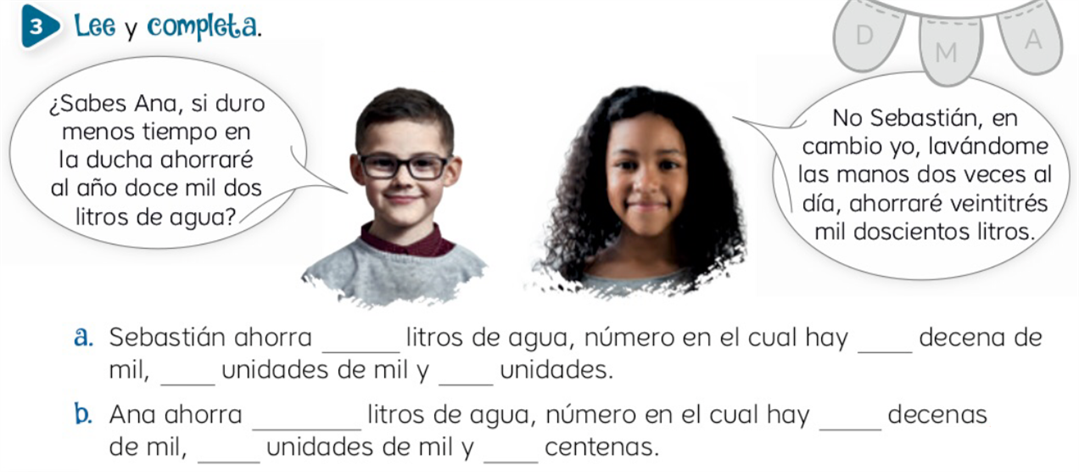 3 Lee y completa.
D M A
¿Sabes Ana, si duro
menos tiempo en
la ducha ahorraré
al año doce mil dos
litros de agua?
No Sebastián, en
cambio yo, lavándome
las manos dos veces al
día, ahorraré veintitrés
mil doscientos litros.
a. Sebastián ahorra ______ litros de agua, número en el cual hay ____ decena de
mil, ____ unidades de mil y ____ unidades.
b. Ana ahorra ________ litros de agua, número en el cual hay ____ decenas
de mil, ____ unidades de mil y ____ centenas.